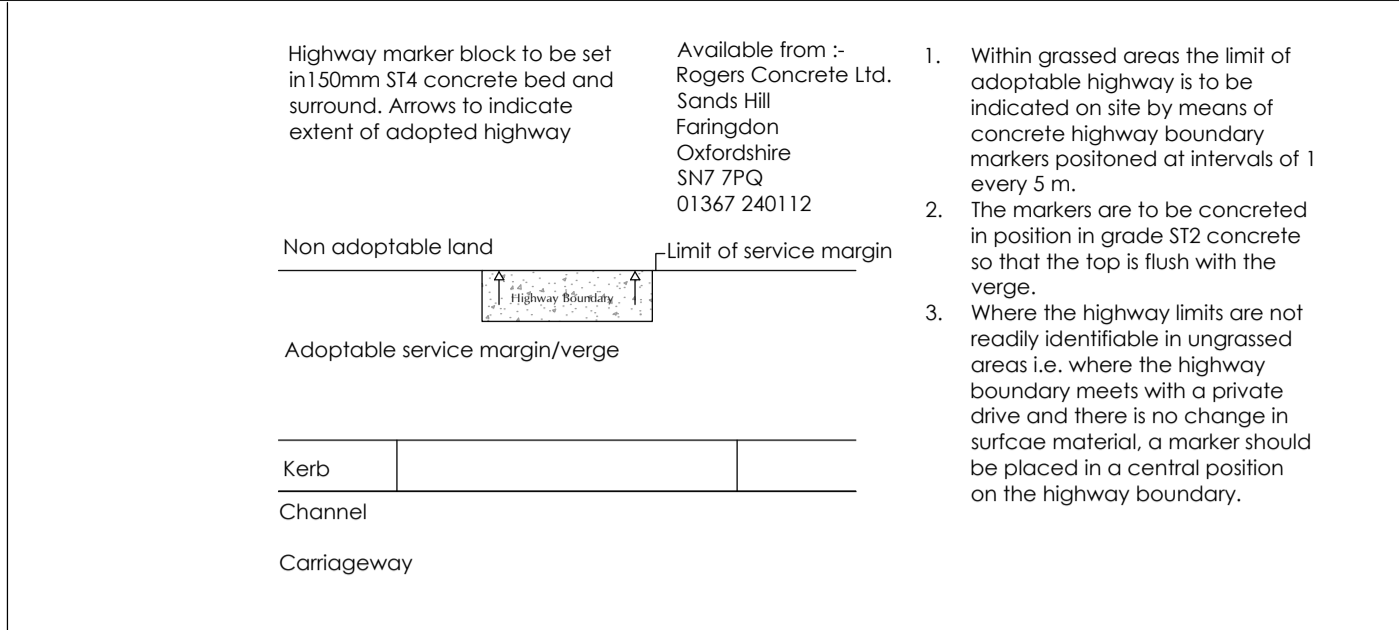 Highway marker block to be set
in150mm ST4 concrete bed and
surround. Arrows to indicate
extent of adopted highway
Available from :-
Rogers Concrete Ltd.
Sands Hill
Faringdon
Oxfordshire
SN7 7PQ
01367 240112
Non adoptable land
Limit of service margin
Highway Boundary
Adoptable service margin/verge
Kerb
Channel
Carriageway
1. Within grassed areas the limit of
adoptable highway is to be
indicated on site by means of
concrete highway boundary
markers positoned at intervals of 1
every 5 m.
2. The markers are to be concreted
in position in grade ST2 concrete
so that the top is flush with the
verge.
3. Where the highway limits are not
readily identifiable in ungrassed
areas i.e. where the highway
boundary meets with a private
drive and there is no change in
surfcae material, a marker should
be placed in a central position
on the highway boundary.